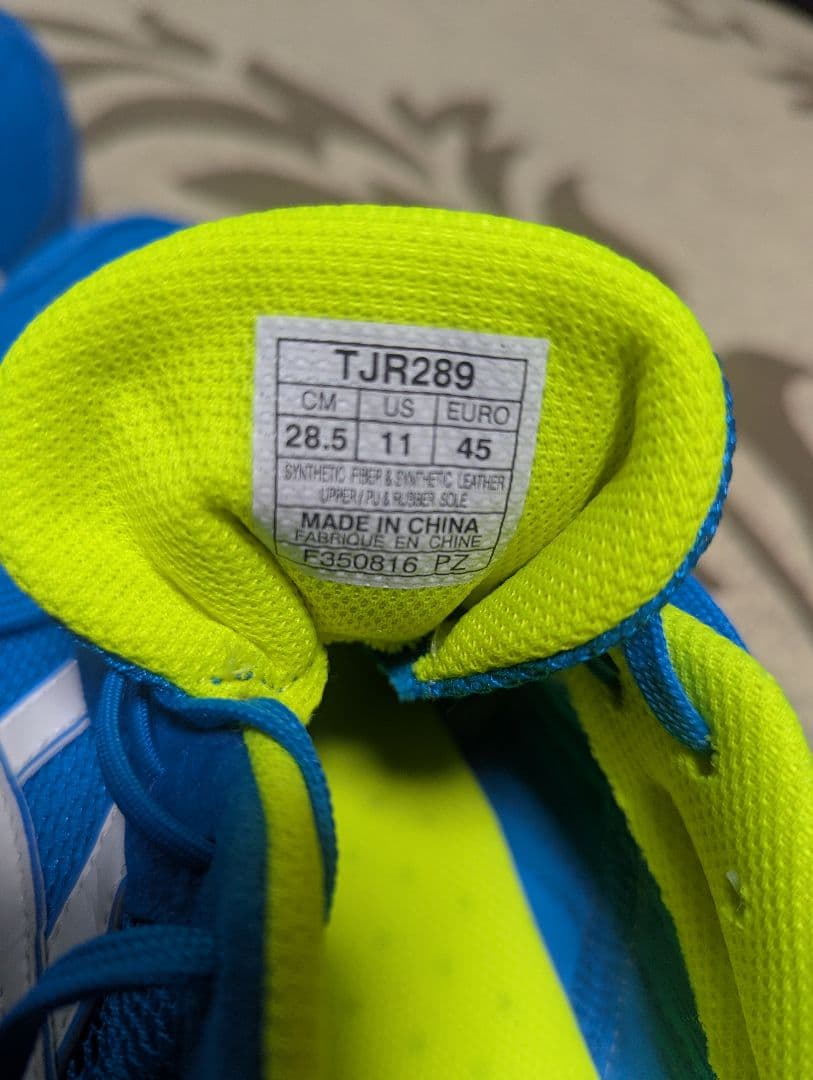 TJR289
CM US EURO
28.5 11 45
SYNTHETIC FIBER & SYNTHETIC LEATHER
UPPER / PU & RUBBER SOLE
MADE IN CHINA
FABRIQUE EN CHINE
F350816 PZ